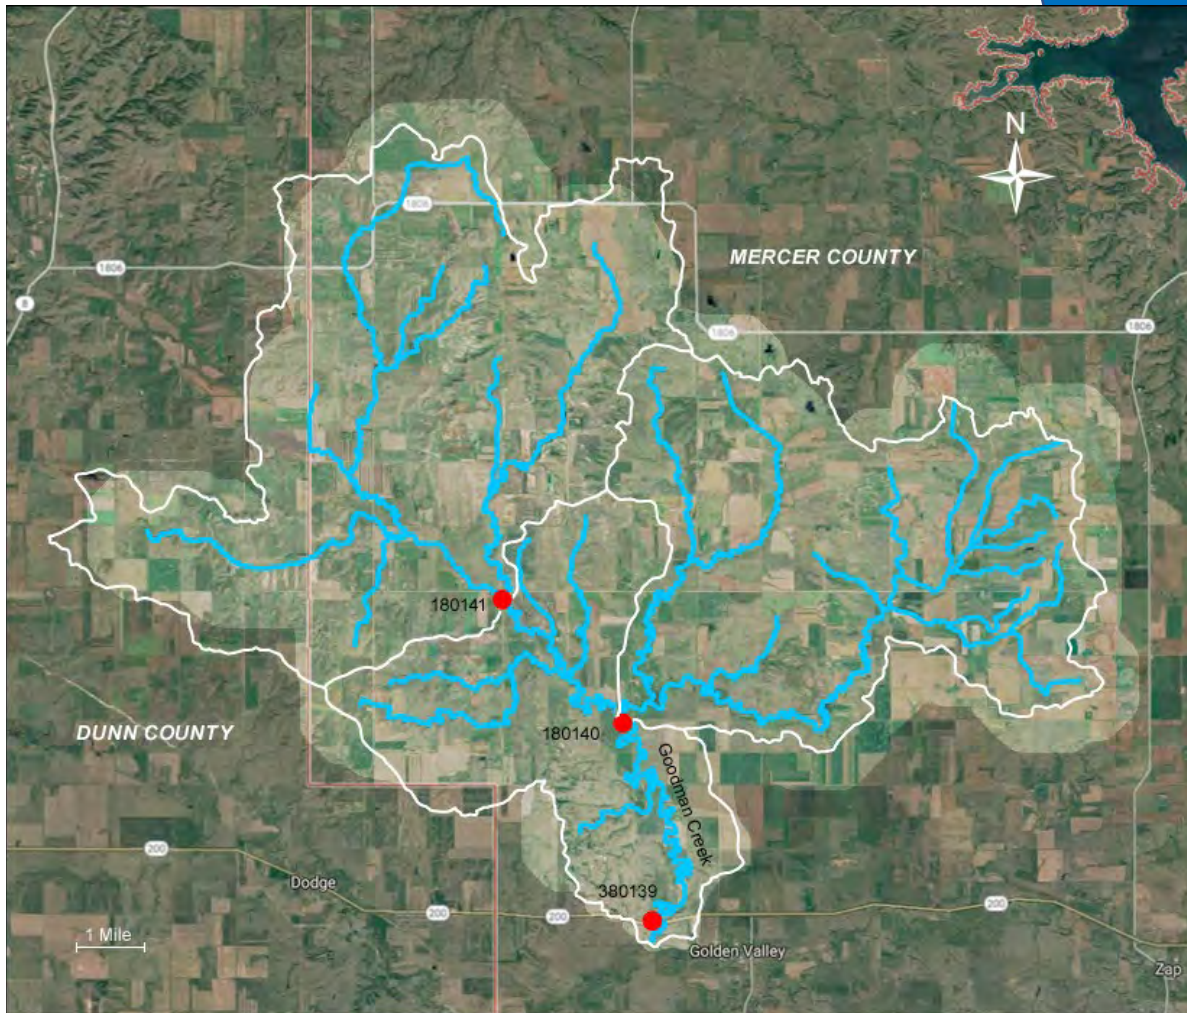 N
MERCER COUNTY
1806
1806
8
1806
1806
180141
DUNN COUNTY
180140
Goodman Creek
200
Dodge
380139
200
200
200
1 Mile
Golden Valley
Zap